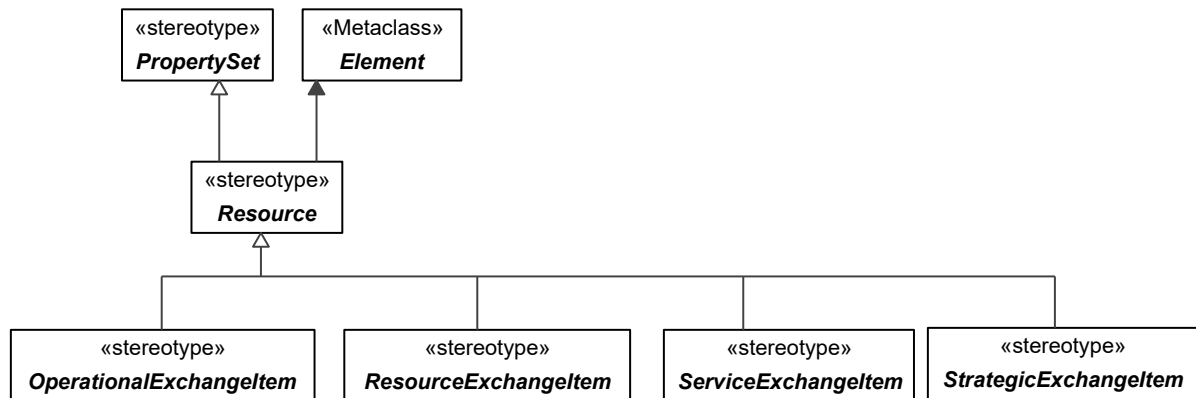 «stereotype»
PropertySet
«Metaclass»
Element
«stereotype»
Resource
«stereotype»
OperationalExchangeItem
«stereotype»
ResourceExchangeItem
«stereotype»
ServiceExchangeItem
«stereotype»
StrategicExchangeItem